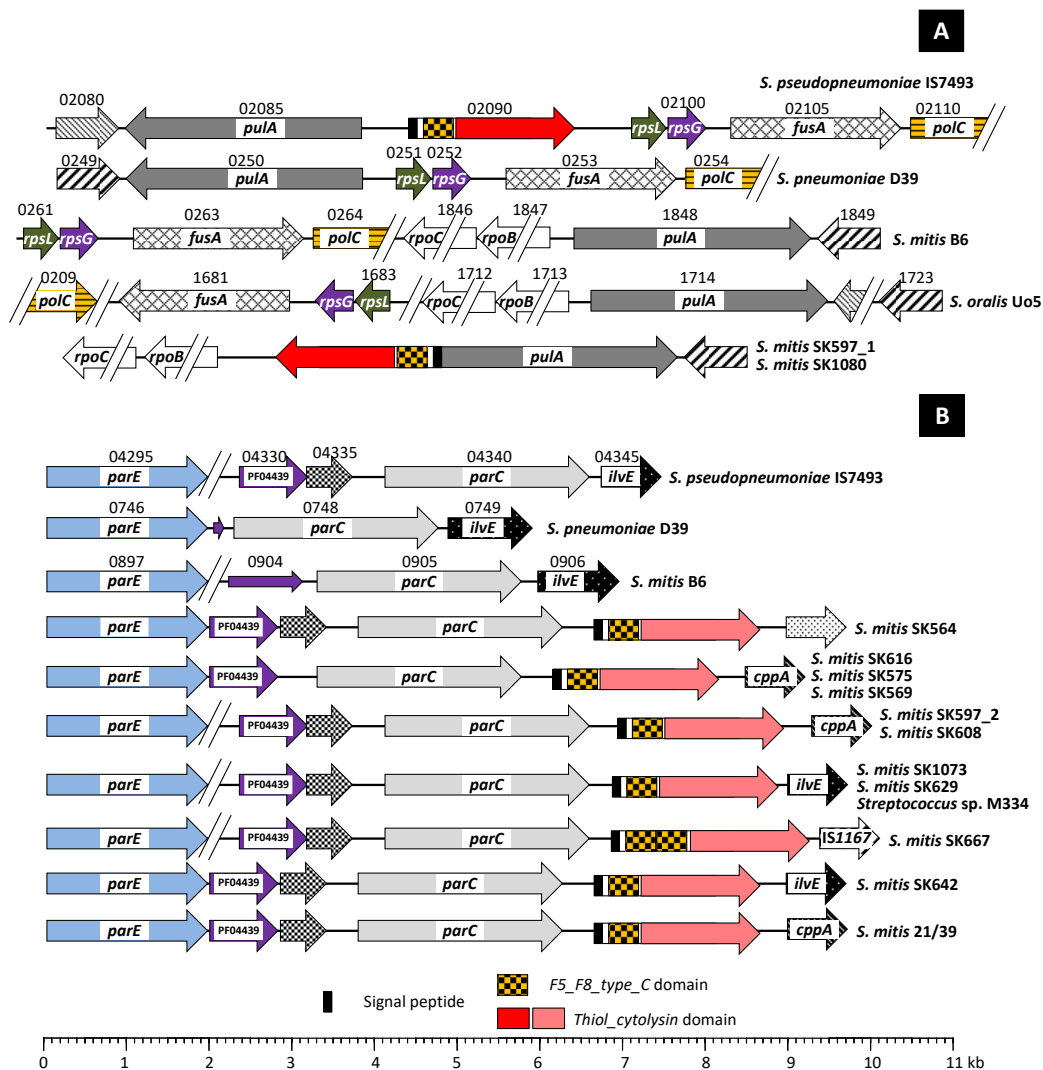 A
S. pseudopneumoniae IS7493
02080 02085 02090 02100 02105 02110
pulA rpsL rpsG fusA polC
0249 0250 0251 0252 0253 0254
pulA rpsL rpsG fusA polC S. pneumoniae D39
0261 0263 0264 1846 1847 1848 1849
rpsL rpsG fusA polC rpoC rpoB pulA S. mitis B6
0209 1681 1683 1712 1713 1714 1723
polC fusA rpsG rpsL rpoC rpoB pulA S. oralis Uo5
rpoC rpoB pulA S. mitis SK597_1
S. mitis SK1080
B
04295 04330 04335 04340 04345
parE PF04439 parC ilvE S. pseudopneumoniae IS7493
0746 0748 0749
parE parC ilvE S. pneumoniae D39
0897 0904 0905 0906
parE parC ilvE S. mitis B6
parE PF04439 parC S. mitis SK564
S. mitis SK616
parE PF04439 parC cppA S. mitis SK575
S. mitis SK569
S. mitis SK597_2
parE PF04439 parC cppA S. mitis SK608
S. mitis SK1073
parE PF04439 parC ilvE S. mitis SK629
Streptococcus sp. M334
parE PF04439 parC IS1167 S. mitis SK667
parE PF04439 parC ilvE S. mitis SK642
parE PF04439 parC cppA S. mitis 21/39
Signal peptide F5_F8_type_C domain
Thiol_cytolysin domain
0 1 2 3 4 5 6 7 8 9 10 11 kb